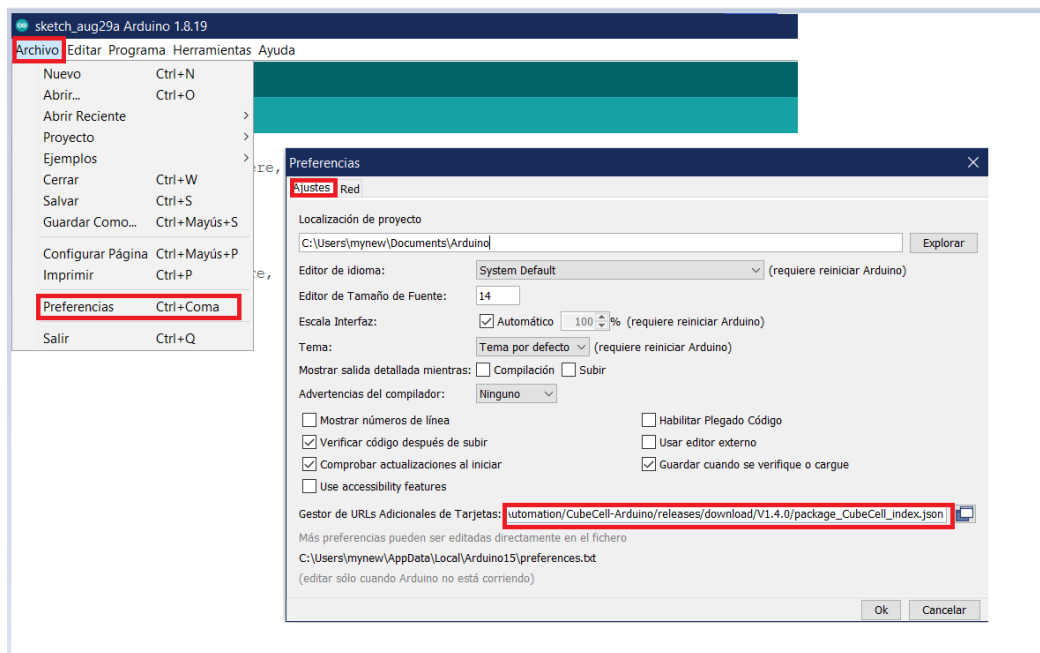 sketch_aug29a Arduino 1.8.19
Archivo Editar Programa Herramientas Ayuda
Nuevo Ctrl+N
Abrir... Ctrl+O
Abrir Reciente
Proyecto
Ejemplos
Cerrar Ctrl+W
Salvar Ctrl+S
Guardar Como... Ctrl+Mayús+S
Configurar Página Ctrl+Mayús+P
Imprimir Ctrl+P
Preferencias Ctrl+Coma
Salir Ctrl+Q
Preferencias
Ajustes Red
Localización de proyecto
C:\Users\mynew\Documents\Arduino Explorar
Editor de idioma: System Default (requiere reiniciar Arduino)
Editor de Tamaño de Fuente: 14
Escala Interfaz: Automático 100 % (requiere reiniciar Arduino)
Tema: Tema por defecto (requiere reiniciar Arduino)
Mostrar salida detallada mientras: Compilación Subir
Advertencias del compilador: Ninguno
Mostrar números de línea Habilitar Plegado Código
Verificar código después de subir Usar editor externo
Comprobar actualizaciones al iniciar Guardar cuando se verifique o cargue
Use accessibility features
Gestor de URLs Adicionales de Tarjetas: Automation/CubeCell-Arduino/releases/download/V1.4.0/package_CubeCell_index.json
Más preferencias pueden ser editadas directamente en el fichero
C:\Users\mynew\AppData\Local\Arduino15\preferences.txt
(editar sólo cuando Arduino no está corriendo)
Ok Cancelar